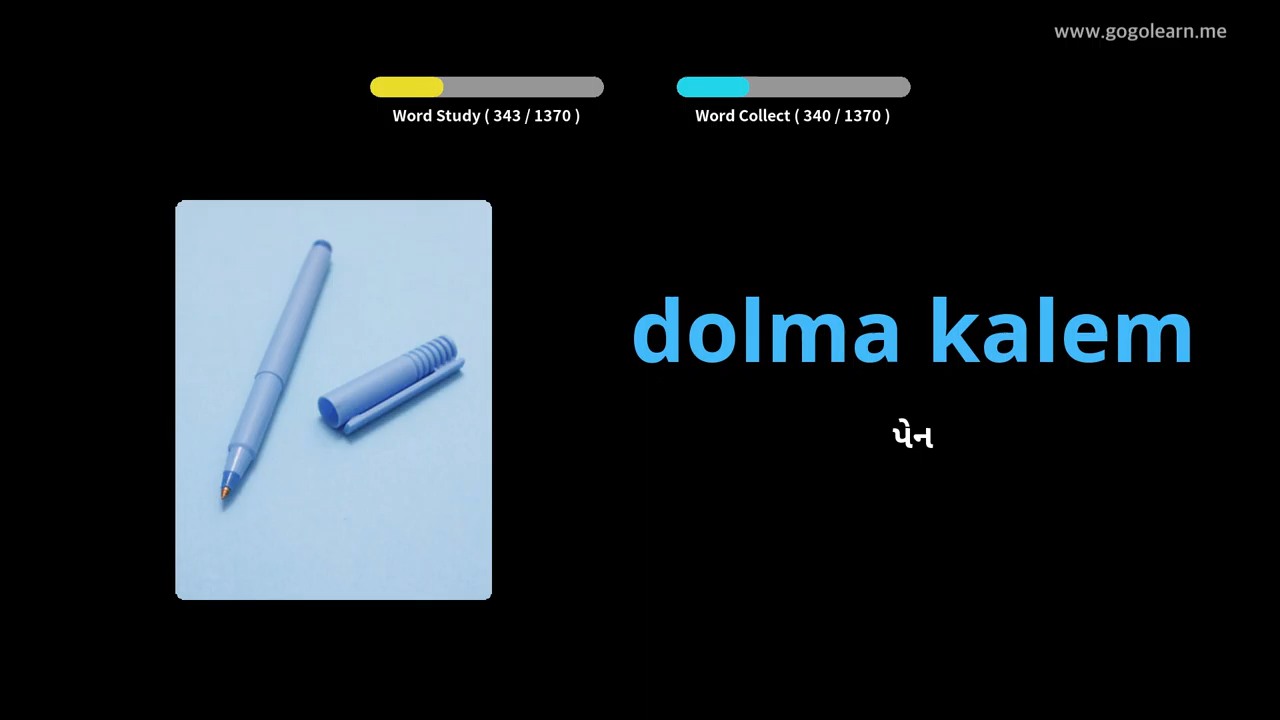 www.gogolearn.me
Word Study ( 343 / 1370 )
Word Collect ( 340 / 1370 )
dolma kalem
પેન